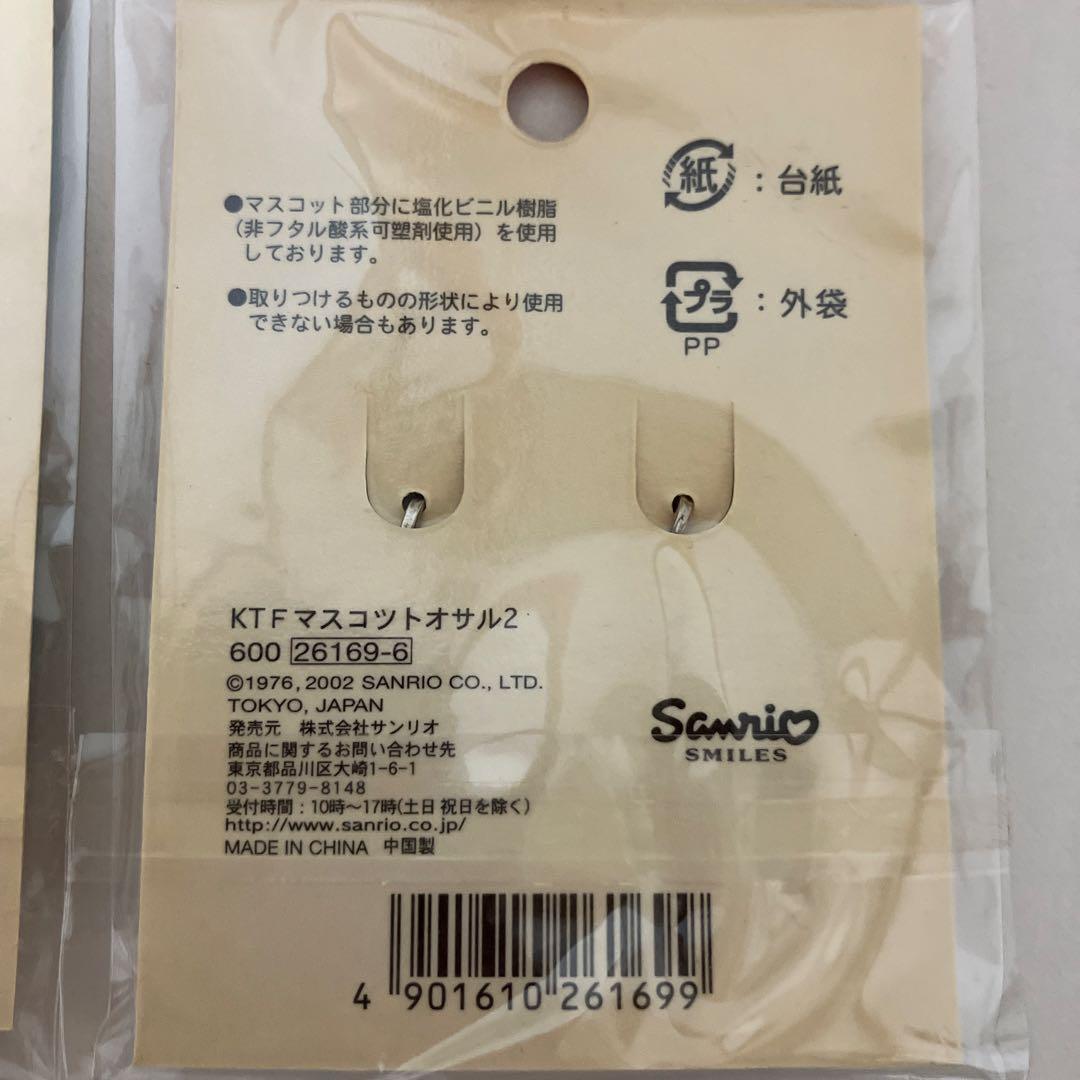 ●マスコット部分に塩化ビニル樹脂
(非フタル酸系可塑剤使用)を使用
しております。
●取りつけるものの形状により使用
できない場合もあります。
紙:台紙
プラ:外袋
PP
KTFマスコツトオサル2
600 26169-6
©1976, 2002 SANRIO CO., LTD.
TOKYO, JAPAN
発売元 株式会社サンリオ
商品に関するお問い合わせ先
東京都品川区大崎1-6-1
03-3779-8148
受付時間:10時〜17時(土日 祝日を除く)
http://www.sanrio.co.jp/
MADE IN CHINA 中国製
Sanrio
SMILES
4 901610 261699